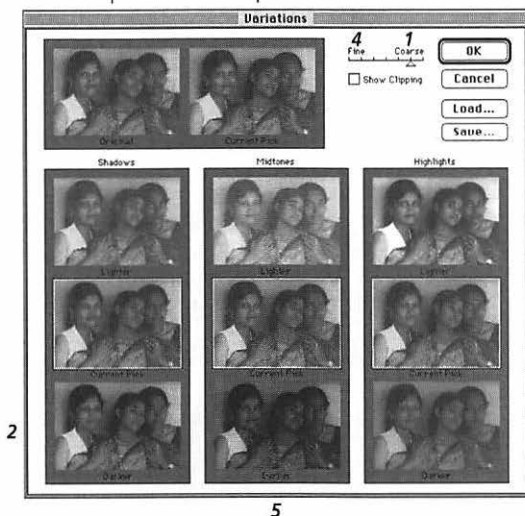 Variations
4 1
Fine Coarse
OK
Show Clipping
Cancel
Load...
Save...
Original Current Pick
Shadows Midtones Highlights
Lighter Lighter Lighter
Current Pick Current Pick Current Pick
2
Darker Darker Darker
5